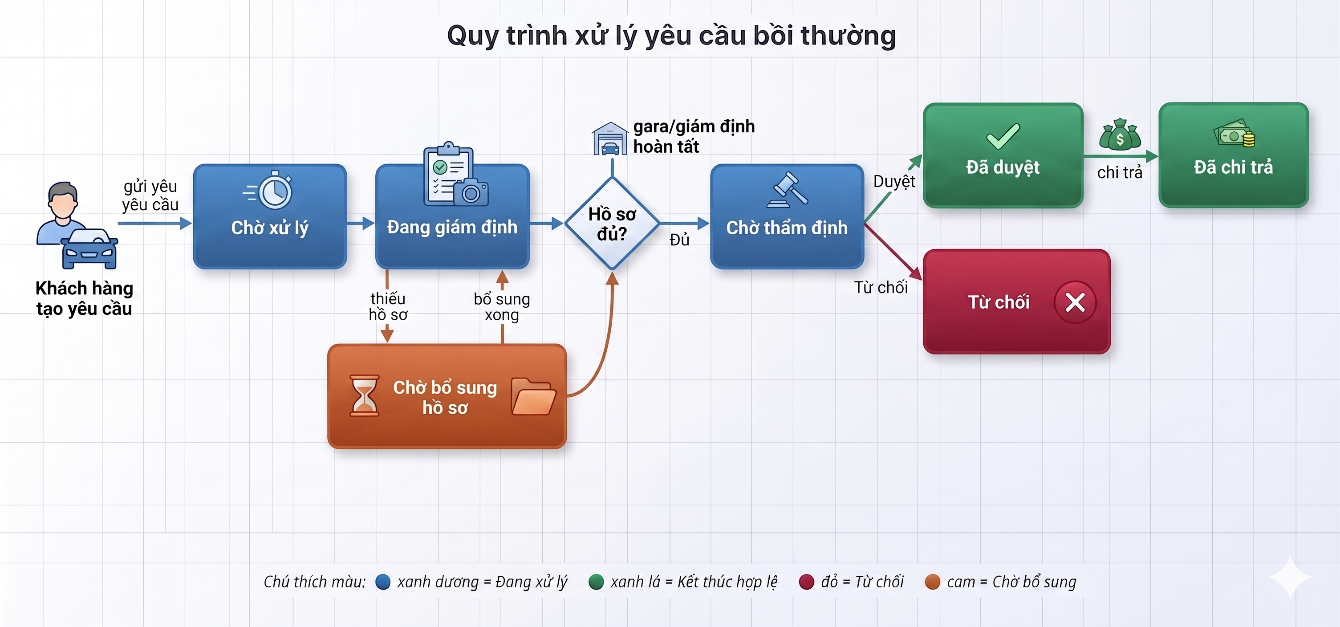 Quy trình xử lý yêu cầu bồi thường
gara/giám định
hoàn tất
gửi yêu
yêu cầu
Khách hàng
tạo yêu cầu
Chờ xử lý
Đang giám định
Hồ sơ
đủ?
Đủ
Chờ thẩm định
Duyệt
Đã duyệt
chi trả
Đã chi trả
Từ chối
Từ chối
thiếu
hồ sơ
bổ sung
xong
Chờ bổ sung
hồ sơ
Chú thích màu: xanh dương = Đang xử lý xanh lá = Kết thúc hợp lệ đỏ = Từ chối cam = Chờ bổ sung